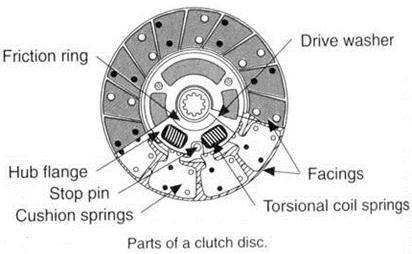 Friction ring
Drive washer
Hub flange
Stop pin
Cushion springs
Facings
Torsional coil springs
Parts of a clutch disc.